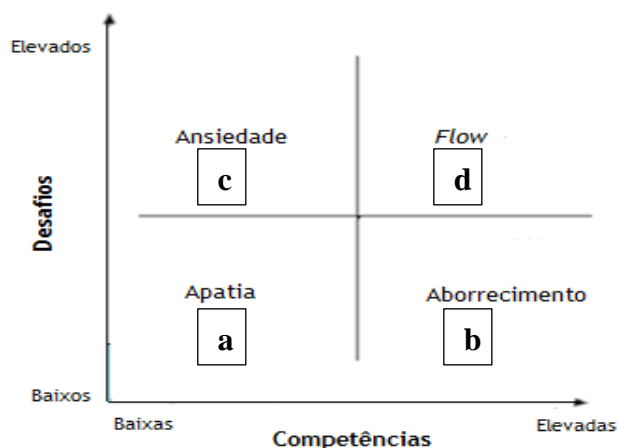 Elevados
Ansiedade
Flow
c
d
Desafios
Apatia
Aborrecimento
a
b
Baixos
Baixas
Elevadas
Competências